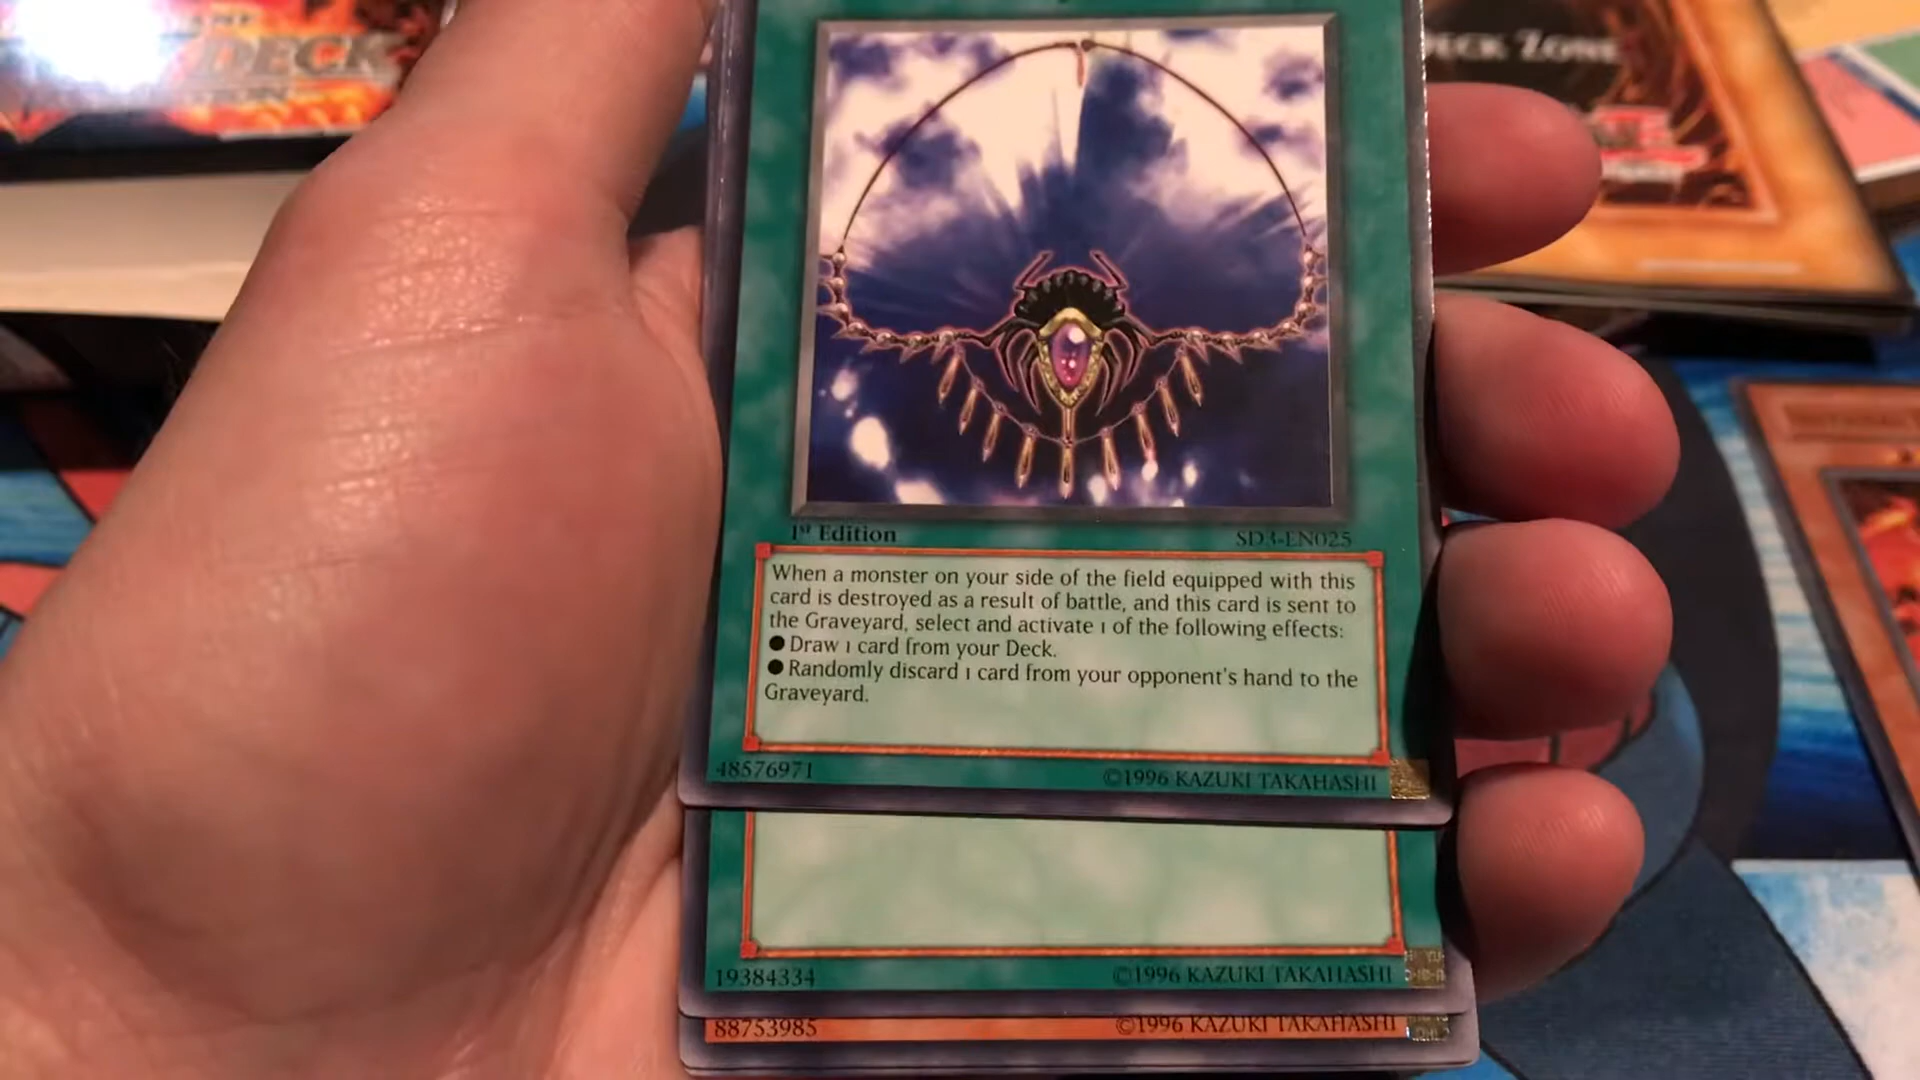 DECK
DECK ZONE
1st Edition
SD3-EN025
When a monster on your side of the field equipped with this
card is destroyed as a result of battle, and this card is sent to
the Graveyard, select and activate 1 of the following effects:
● Draw 1 card from your Deck.
● Randomly discard 1 card from your opponent's hand to the
Graveyard.
48576971
©1996 KAZUKI TAKAHASHI
19384334
©1996 KAZUKI TAKAHASHI
88753985
©1996 KAZUKI TAKAHASHI